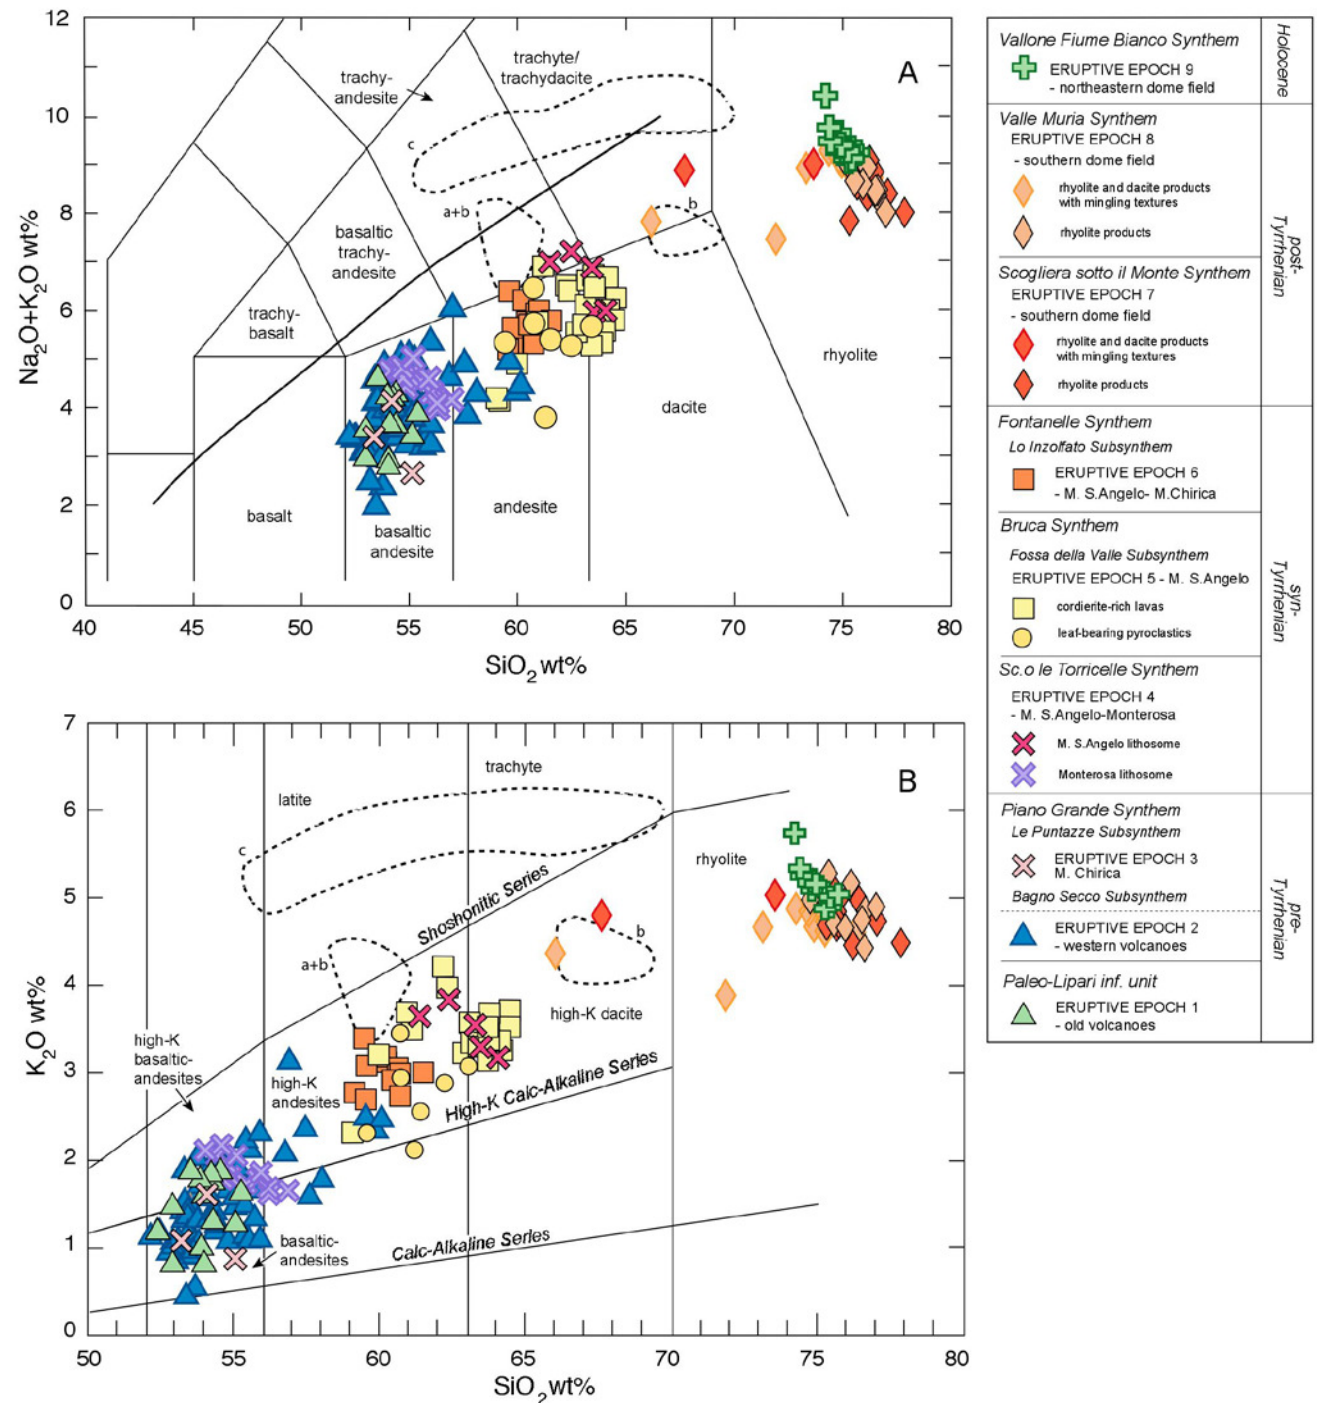 12
10
8
6
4
2
0
Na2O+K2O wt%
40
45
50
55
60
65
70
75
80
SiO2 wt%
A
trachyte/
trachydacite
trachy-
andesite
c
a+b
b
basaltic
trachy-
andesite
trachy-
basalt
rhyolite
dacite
basalt
andesite
basaltic
andesite
7
6
5
4
3
2
1
0
K2O wt%
50
55
60
65
70
75
80
SiO2 wt%
B
trachyte
latite
c
rhyolite
Shoshonitic Series
a+b
b
high-K dacite
high-K
basaltic-
andesites
high-K
andesites
High-K Calc-Alkaline Series
basaltic-
andesites
Calc-Alkaline Series
Vallone Fiume Bianco Synthem
ERUPTIVE EPOCH 9
- northeastern dome field
Holocene
Valle Muria Synthem
ERUPTIVE EPOCH 8
- southern dome field
rhyolite and dacite products
with mingling textures
rhyolite products
Scogliera sotto il Monte Synthem
ERUPTIVE EPOCH 7
- southern dome field
rhyolite and dacite products
with mingling textures
rhyolite products
post-
Tyrrhenian
Fontanelle Synthem
Lo Inzolfato Subsynthem
ERUPTIVE EPOCH 6
- M. S.Angelo- M.Chirica
Bruca Synthem
Fossa della Valle Subsynthem
ERUPTIVE EPOCH 5 - M. S.Angelo
cordierite-rich lavas
leaf-bearing pyroclastics
Sc.o le Torricelle Synthem
ERUPTIVE EPOCH 4
- M. S.Angelo-Monterosa
M. S.Angelo lithosome
Monterosa lithosome
syn-
Tyrrhenian
Piano Grande Synthem
Le Puntazze Subsynthem
ERUPTIVE EPOCH 3
M. Chirica
Bagno Secco Subsynthem
ERUPTIVE EPOCH 2
- western volcanoes
Paleo-Lipari inf. unit
ERUPTIVE EPOCH 1
- old volcanoes
pre-
Tyrrhenian